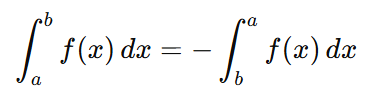 ∫_a^b f(x) dx = − ∫_b^a f(x) dx